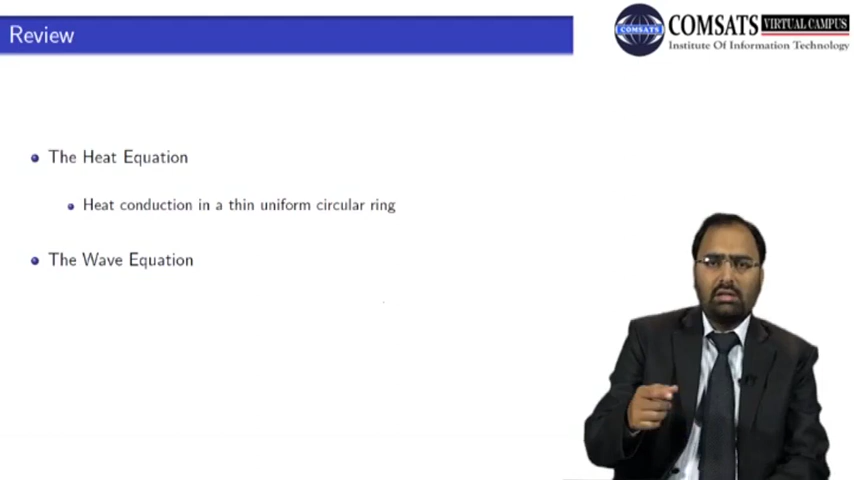 Review
COMSATS VIRTUAL CAMPUS
COMSATS
Institute Of Information Technology
The Heat Equation
Heat conduction in a thin uniform circular ring
The Wave Equation